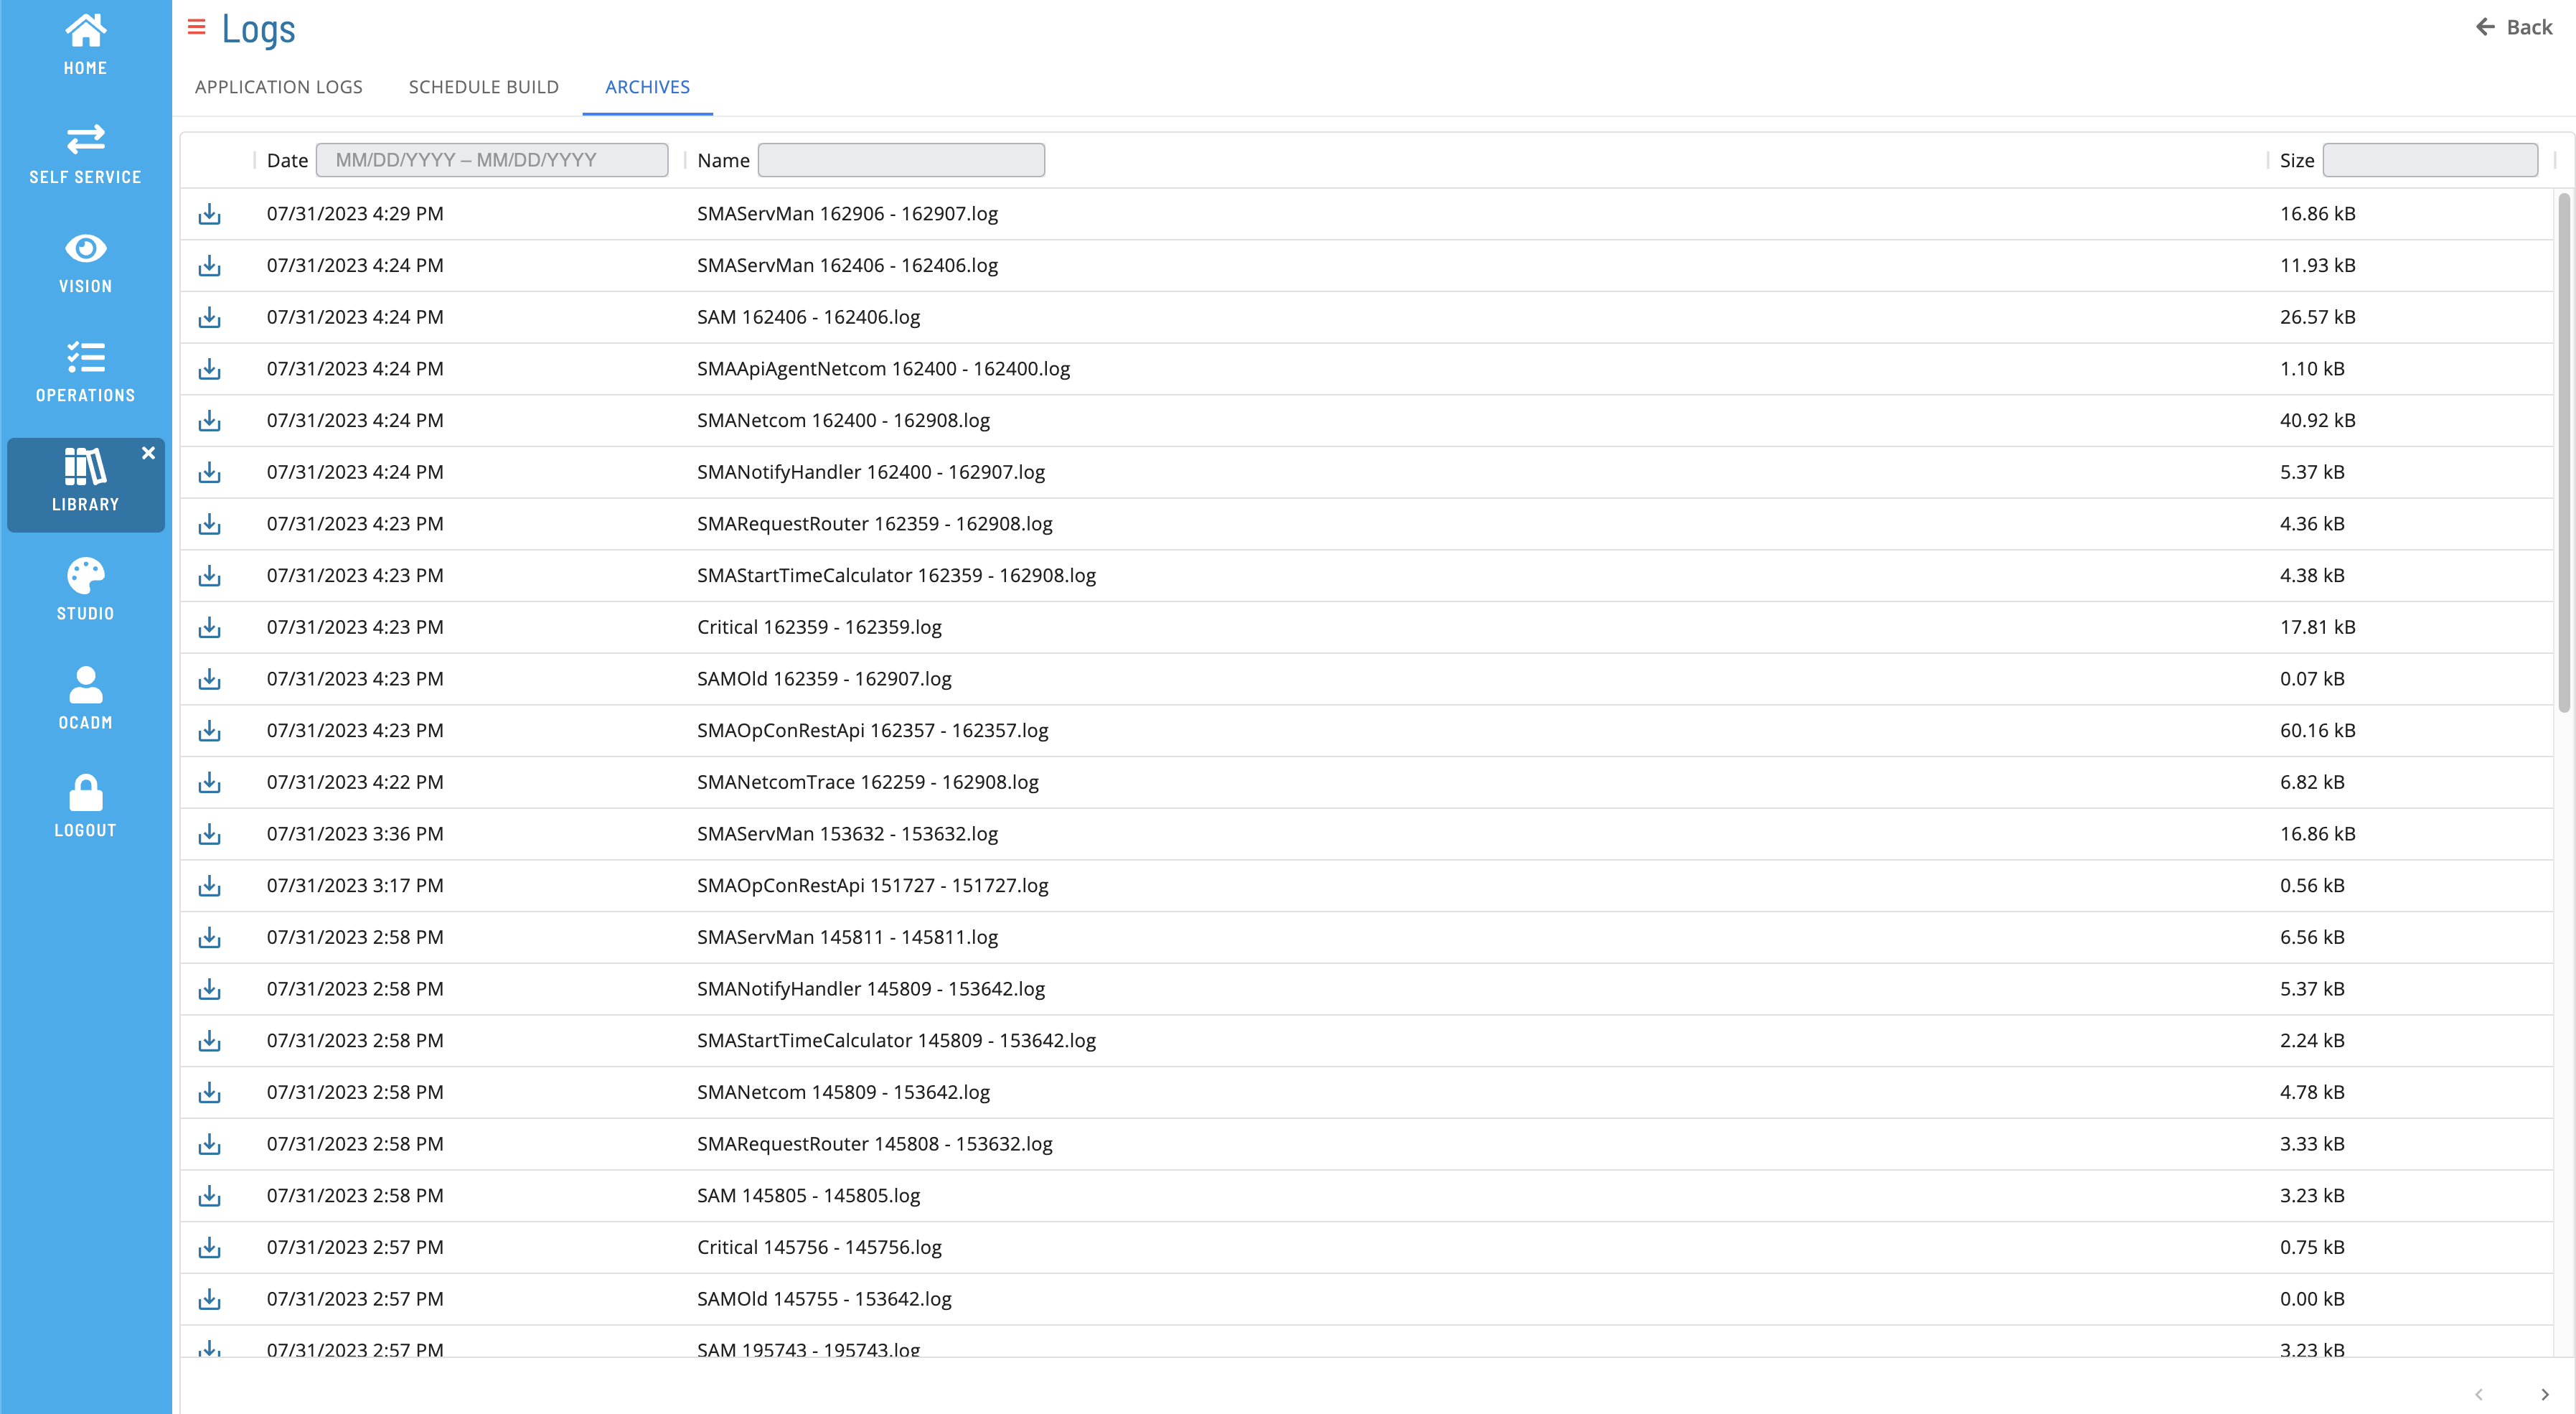 HOME
SELF SERVICE
VISION
OPERATIONS
LIBRARY
STUDIO
OCADM
LOGOUT
Logs
Back
APPLICATION LOGS SCHEDULE BUILD ARCHIVES
Date MM/DD/YYYY – MM/DD/YYYY Name Size
07/31/2023 4:29 PM SMAServMan 162906 - 162907.log 16.86 kB
07/31/2023 4:24 PM SMAServMan 162406 - 162406.log 11.93 kB
07/31/2023 4:24 PM SAM 162406 - 162406.log 26.57 kB
07/31/2023 4:24 PM SMAApiAgentNetcom 162400 - 162400.log 1.10 kB
07/31/2023 4:24 PM SMANetcom 162400 - 162908.log 40.92 kB
07/31/2023 4:24 PM SMANotifyHandler 162400 - 162907.log 5.37 kB
07/31/2023 4:23 PM SMARequestRouter 162359 - 162908.log 4.36 kB
07/31/2023 4:23 PM SMAStartTimeCalculator 162359 - 162908.log 4.38 kB
07/31/2023 4:23 PM Critical 162359 - 162359.log 17.81 kB
07/31/2023 4:23 PM SAMOld 162359 - 162907.log 0.07 kB
07/31/2023 4:23 PM SMAOpConRestApi 162357 - 162357.log 60.16 kB
07/31/2023 4:22 PM SMANetcomTrace 162259 - 162908.log 6.82 kB
07/31/2023 3:36 PM SMAServMan 153632 - 153632.log 16.86 kB
07/31/2023 3:17 PM SMAOpConRestApi 151727 - 151727.log 0.56 kB
07/31/2023 2:58 PM SMAServMan 145811 - 145811.log 6.56 kB
07/31/2023 2:58 PM SMANotifyHandler 145809 - 153642.log 5.37 kB
07/31/2023 2:58 PM SMAStartTimeCalculator 145809 - 153642.log 2.24 kB
07/31/2023 2:58 PM SMANetcom 145809 - 153642.log 4.78 kB
07/31/2023 2:58 PM SMARequestRouter 145808 - 153632.log 3.33 kB
07/31/2023 2:58 PM SAM 145805 - 145805.log 3.23 kB
07/31/2023 2:57 PM Critical 145756 - 145756.log 0.75 kB
07/31/2023 2:57 PM SAMOld 145755 - 153642.log 0.00 kB
07/31/2023 2:57 PM SAM 195743 - 195743.log 3.23 kB